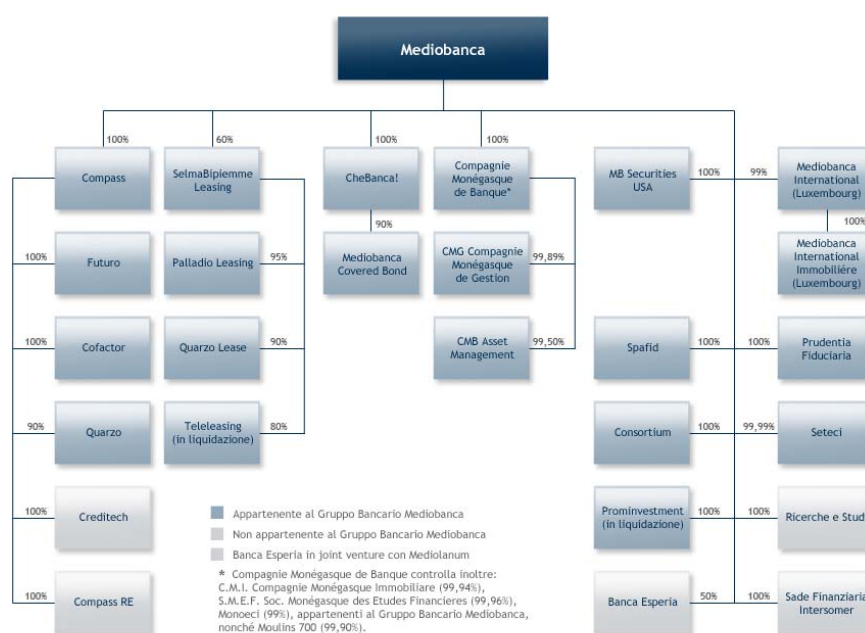 Mediobanca
100%
60%
100%
100%
Compass
SelmaBipiemme
Leasing
CheBanca!
Compagnie
Monégasque
de Banque*
MB Securities
USA
100%
99%
Mediobanca
International
(Luxembourg)
90%
100%
100%
Futuro
Palladio Leasing
95%
Mediobanca
Covered Bond
CMG Compagnie
Monégasque
de Gestion
99,89%
Mediobanca
International
Immobiliére
(Luxembourg)
100%
Cofactor
Quarzo Lease
90%
CMB Asset
Management
99,50%
Spafid
100%
100%
Prudentia
Fiduciaria
90%
Quarzo
Teleleasing
(in liquidazione)
80%
Consortium
100%
99,99%
Seteci
100%
Creditech
Prominvestment
(in liquidazione)
100%
100%
Ricerche e Stud
100%
Compass RE
Banca Esperia
50%
100%
Sade Finanziaria
Intersomer
Appartenente al Gruppo Bancario Mediobanca
Non appartenente al Gruppo Bancario Mediobanca
Banca Esperia in joint venture con Mediolanum
* Compagnie Monégasque de Banque controlla inoltre:
C.M.I. Compagnie Monégasque Immobiliare (99,94%),
S.M.E.F. Soc. Monégasque des Etudes Financieres (99,96%),
Monoeci (99%), appartenenti al Gruppo Bancario Mediobanca,
nonché Moulins 700 (99,90%).